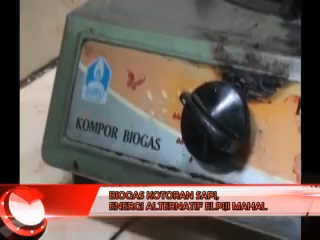 KOMPOR BIOGAS
BIOGAS KOTORAN SAPI,
ENERGI ALTERNATIF ELPIJI MAHAL